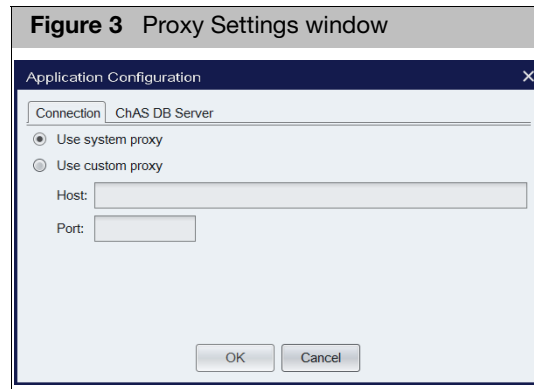 Figure 3 Proxy Settings window
Application Configuration
Connection ChAS DB Server
Use system proxy
Use custom proxy
Host:
Port:
OK Cancel